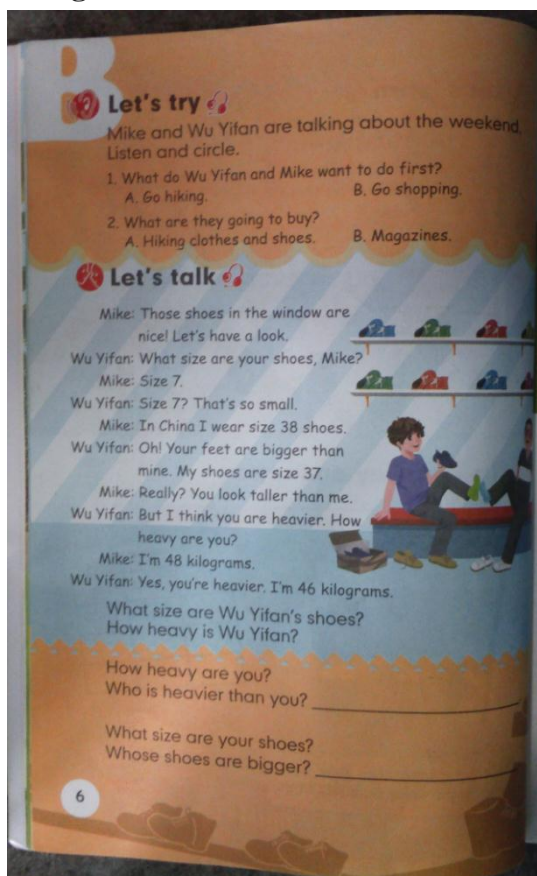 B
Let's try
Mike and Wu Yifan are talking about the weekend.
Listen and circle.
1. What do Wu Yifan and Mike want to do first?
A. Go hiking. B. Go shopping.
2. What are they going to buy?
A. Hiking clothes and shoes. B. Magazines.
Let's talk
Mike: Those shoes in the window are
nice! Let's have a look.
Wu Yifan: What size are your shoes, Mike?
Mike: Size 7.
Wu Yifan: Size 7? That's so small.
Mike: In China I wear size 38 shoes.
Wu Yifan: Oh! Your feet are bigger than
mine. My shoes are size 37.
Mike: Really? You look taller than me.
Wu Yifan: But I think you are heavier. How
heavy are you?
Mike: I'm 48 kilograms.
Wu Yifan: Yes, you're heavier. I'm 46 kilograms.
What size are Wu Yifan's shoes?
How heavy is Wu Yifan?
How heavy are you?
Who is heavier than you?
What size are your shoes?
Whose shoes are bigger?
6